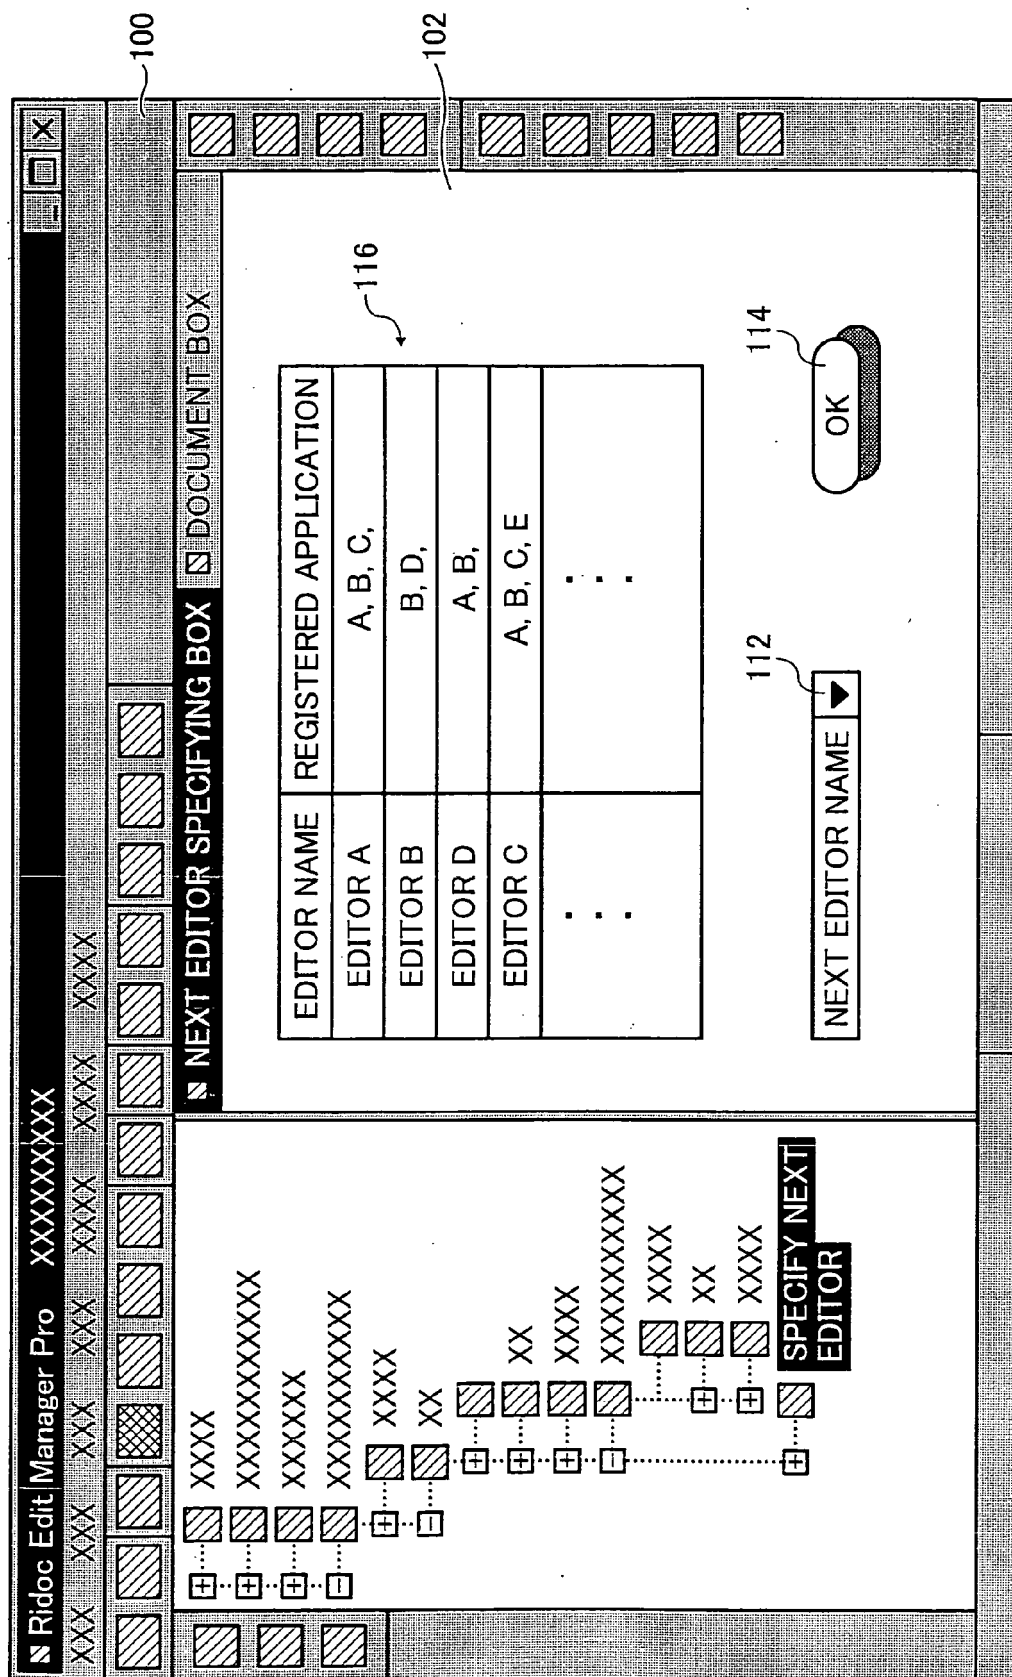 Ridoc Edit Manager Pro XXXXXXXX
XXX XXX XXX XXX XXXX XXXX XXXX
100
NEXT EDITOR SPECIFYING BOX
DOCUMENT BOX
102
XXXX
XXXXXXXXXXX
XXXXXX
XXXXXXXXXX
XXXX
XX
XX
XXXX
XXXXXXXXXXX
XXXX
XX
XXXX
SPECIFY NEXT
EDITOR
EDITOR NAME REGISTERED APPLICATION
EDITOR A A, B, C,
EDITOR B B, D,
EDITOR D A, B,
EDITOR C A, B, C, E
. . . . . .
116
NEXT EDITOR NAME ▼
112
OK
114